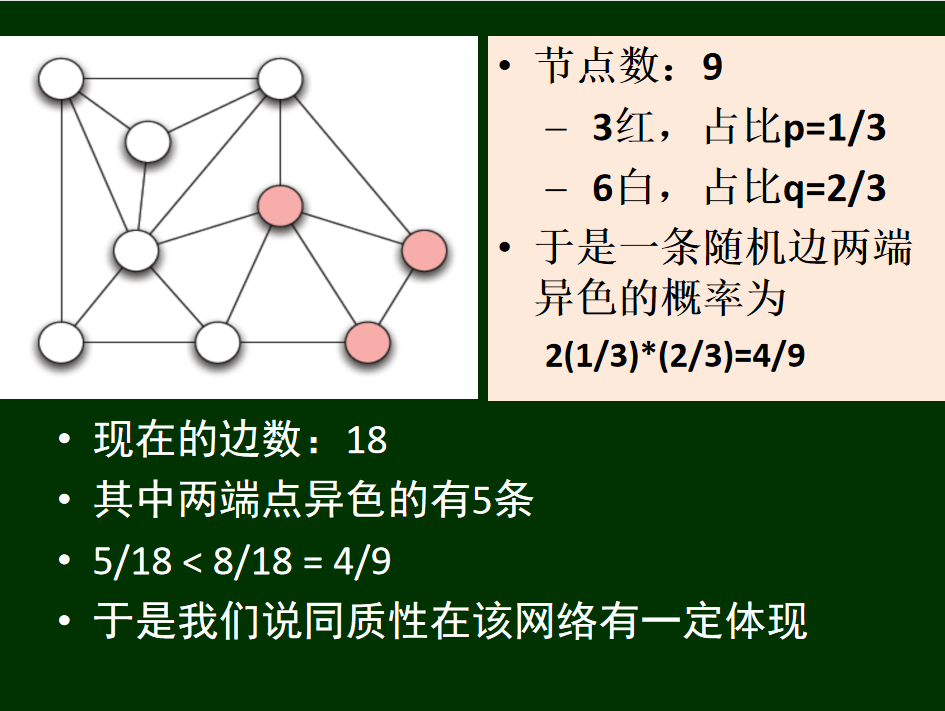 • 节点数：9
– 3红，占比p=1/3
– 6白，占比q=2/3
• 于是一条随机边两端
异色的概率为
2(1/3)*(2/3)=4/9
• 现在的边数：18
• 其中两端点异色的有5条
• 5/18 < 8/18 = 4/9
• 于是我们说同质性在该网络有一定体现